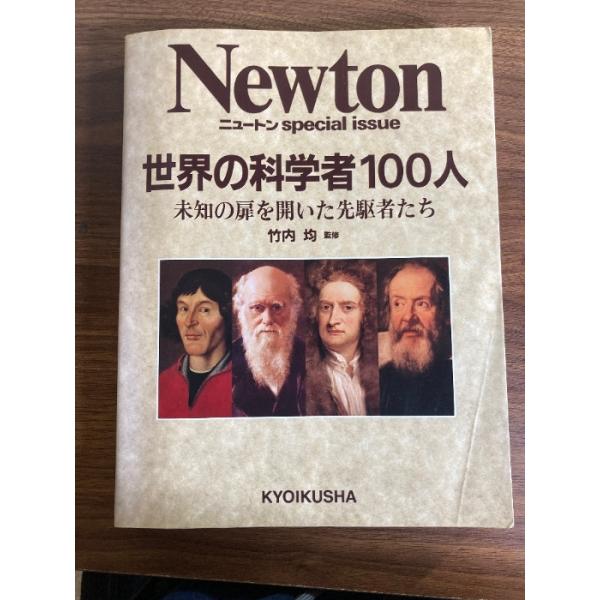 Newton
ニュートン special issue
世界の科学者100人
未知の扉を開いた先駆者たち
竹内 均 監修
KYOIKUSHA